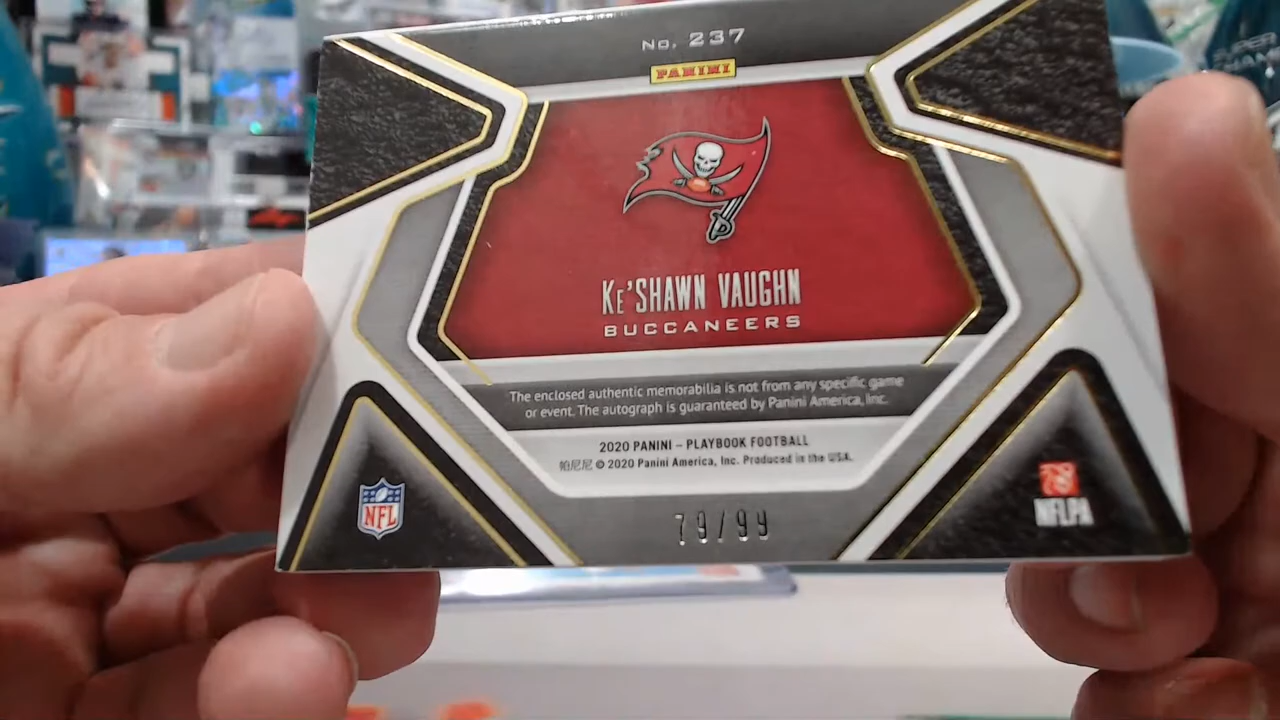 No. 237
PANINI
Ke'SHAWN VAUGHN
BUCCANEERS
The enclosed authentic memorabilia is not from any specific game
or event. The autograph is guaranteed by Panini America, Inc.
2020 PANINI – PLAYBOOK FOOTBALL
帕尼尼 © 2020 Panini America, Inc. Produced in the USA.
79/99
NFL
NFLPA
SUPER